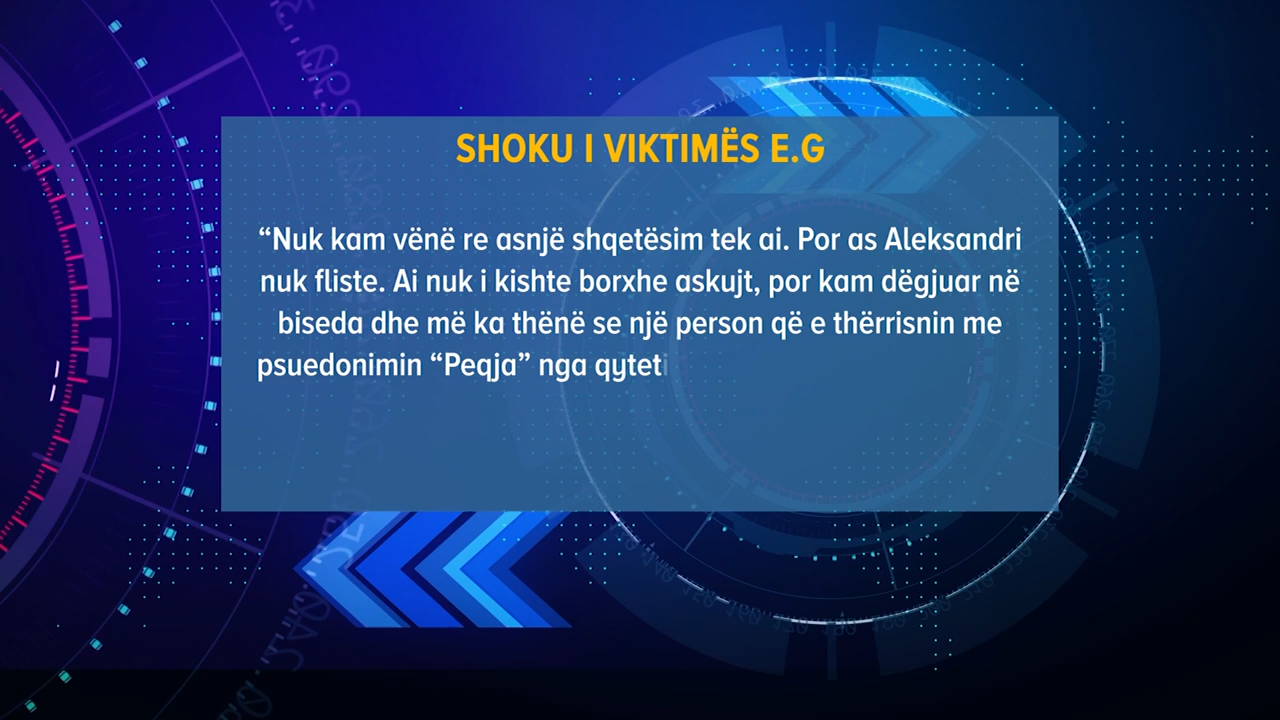 SHOKU I VIKTIMËS E.G
“Nuk kam vënë re asnjë shqetësim tek ai. Por as Aleksandri
nuk fliste. Ai nuk i kishte borxhe askujt, por kam dëgjuar në
biseda dhe më ka thënë se një person që e thërrisnin me
psuedonimin “Peqja” nga qyteti